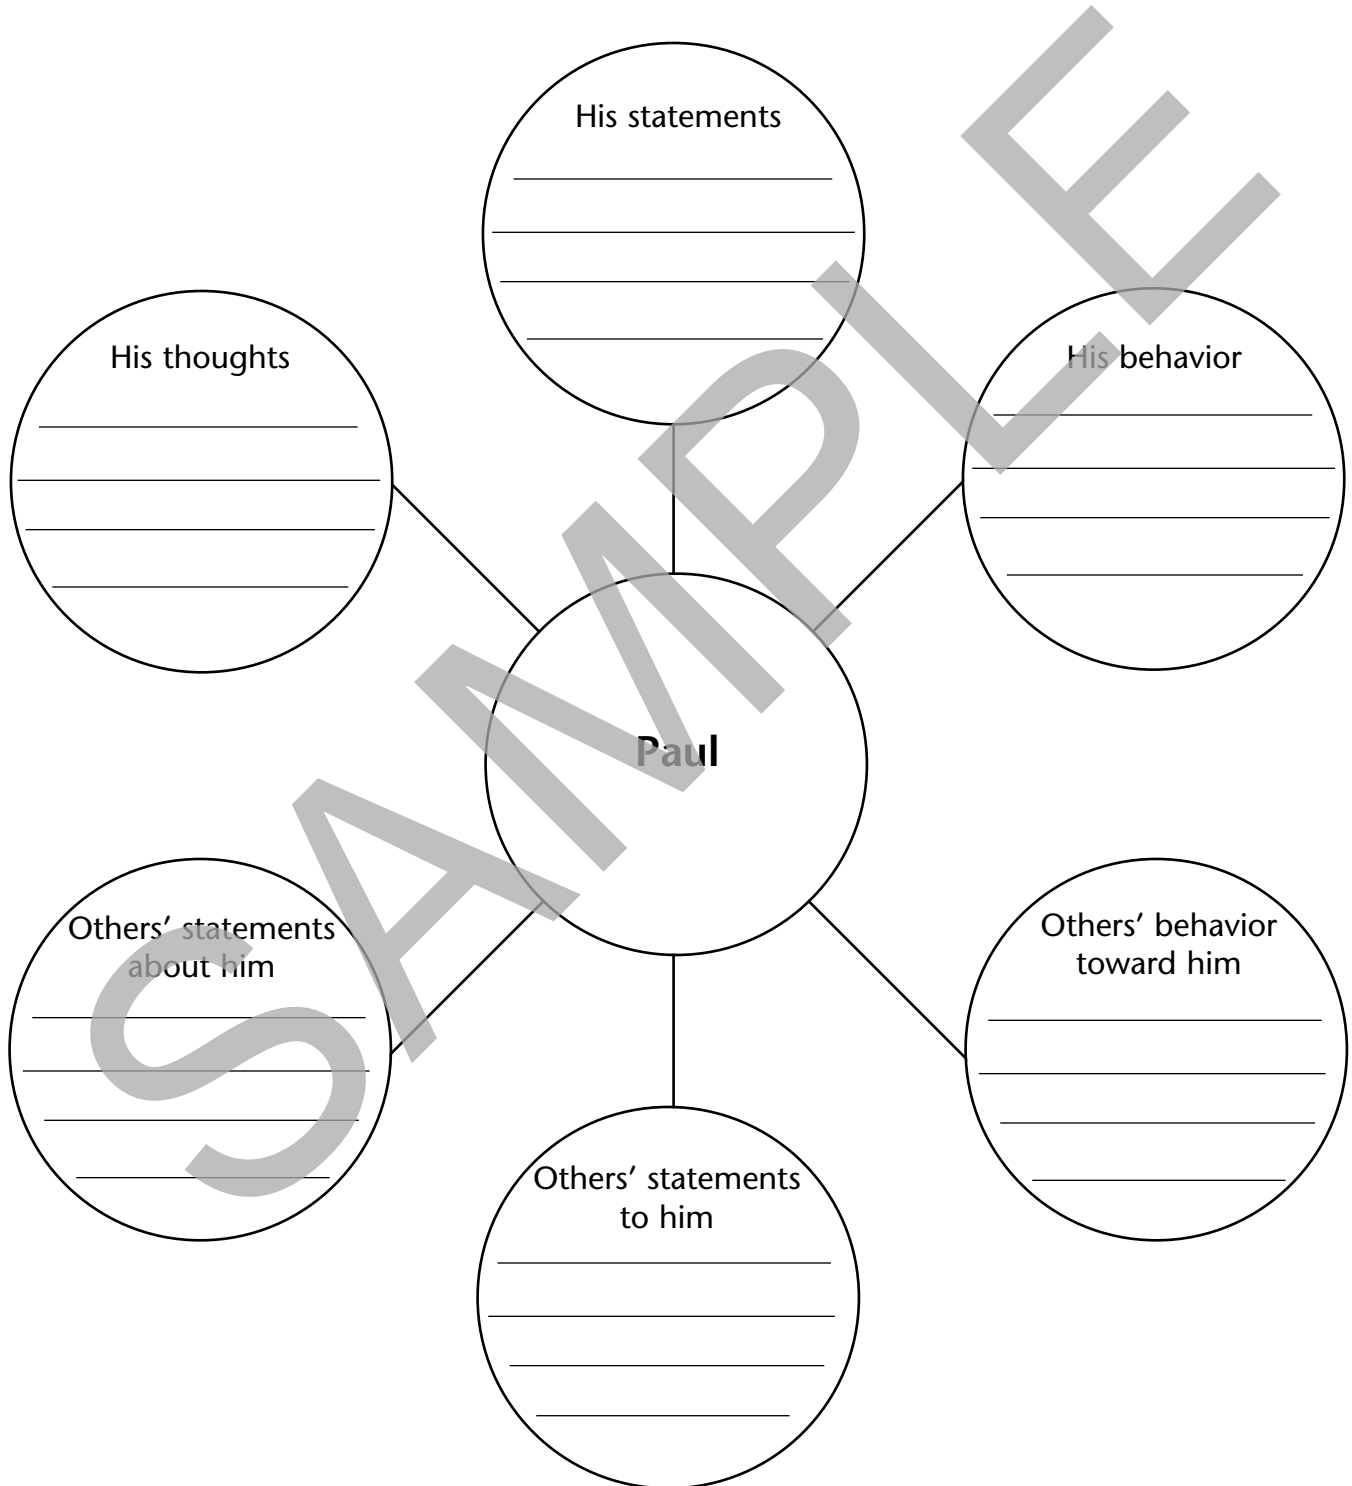 His statements
His thoughts
His behavior
Paul
Others’ statements
about him
Others’ behavior
toward him
Others’ statements
to him
SAMPLE